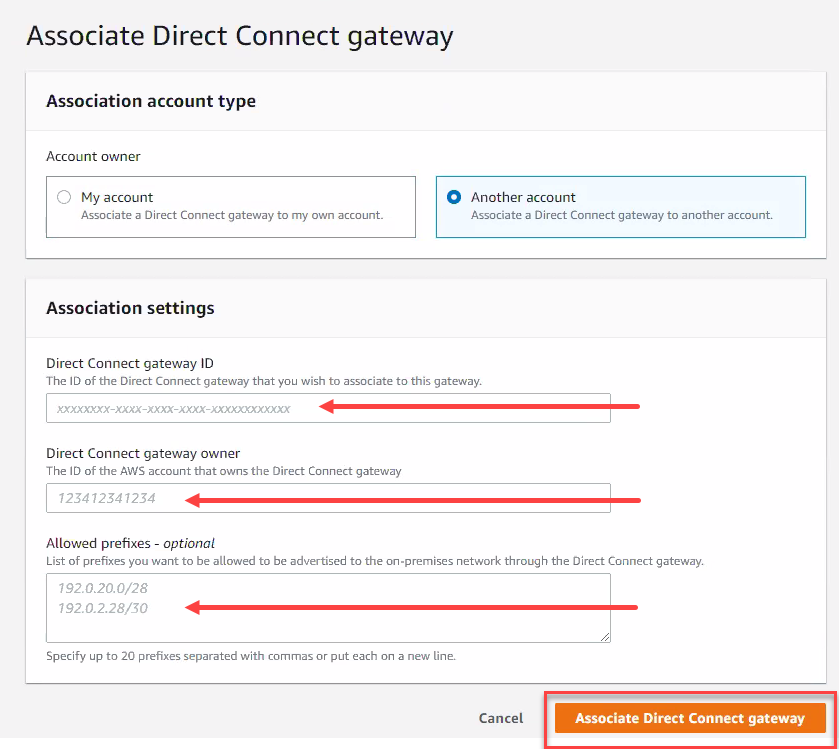 Associate Direct Connect gateway
Association account type
Account owner
My account
Associate a Direct Connect gateway to my own account.
Another account
Associate a Direct Connect gateway to another account.
Association settings
Direct Connect gateway ID
The ID of the Direct Connect gateway that you wish to associate to this gateway.
xxxxxxxx-xxxx-xxxx-xxxx-xxxxxxxxxxxx
Direct Connect gateway owner
The ID of the AWS account that owns the Direct Connect gateway
123412341234
Allowed prefixes - optional
List of prefixes you want to be allowed to be advertised to the on-premises network through the Direct Connect gateway.
192.0.20.0/28
192.0.2.28/30
Specify up to 20 prefixes separated with commas or put each on a new line.
Cancel
Associate Direct Connect gateway